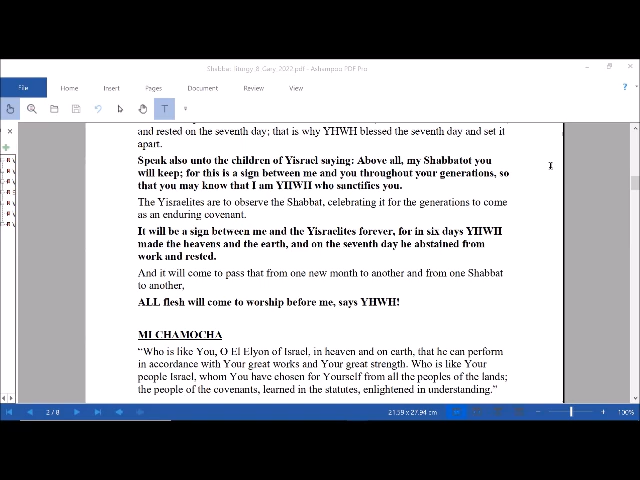 Shabbat liturgy 8 Gary 2022.pdf - Ashampoo PDF Pro
File Home Insert Pages Document Review View
and rested on the seventh day; that is why YHWH blessed the seventh day and set it
apart.
Speak also unto the children of Yisrael saying: Above all, my Shabbatot you
will keep; for this is a sign between me and you throughout your generations, so
that you may know that I am YHWH who sanctifies you.
The Yisraelites are to observe the Shabbat, celebrating it for the generations to come
as an enduring covenant.
It will be a sign between me and the Yisraelites forever, for in six days YHWH
made the heavens and the earth, and on the seventh day he abstained from
work and rested.
And it will come to pass that from one new month to another and from one Shabbat
to another,
ALL flesh will come to worship before me, says YHWH!
MI CHAMOCHA
“Who is like You, O El Elyon of Israel, in heaven and on earth, that he can perform
in accordance with Your great works and Your great strength. Who is like Your
people Israel, whom You have chosen for Yourself from all the peoples of the lands;
the people of the covenants, learned in the statutes, enlightened in understanding.”
2 / 8 21.59 x 27.94 cm 100%